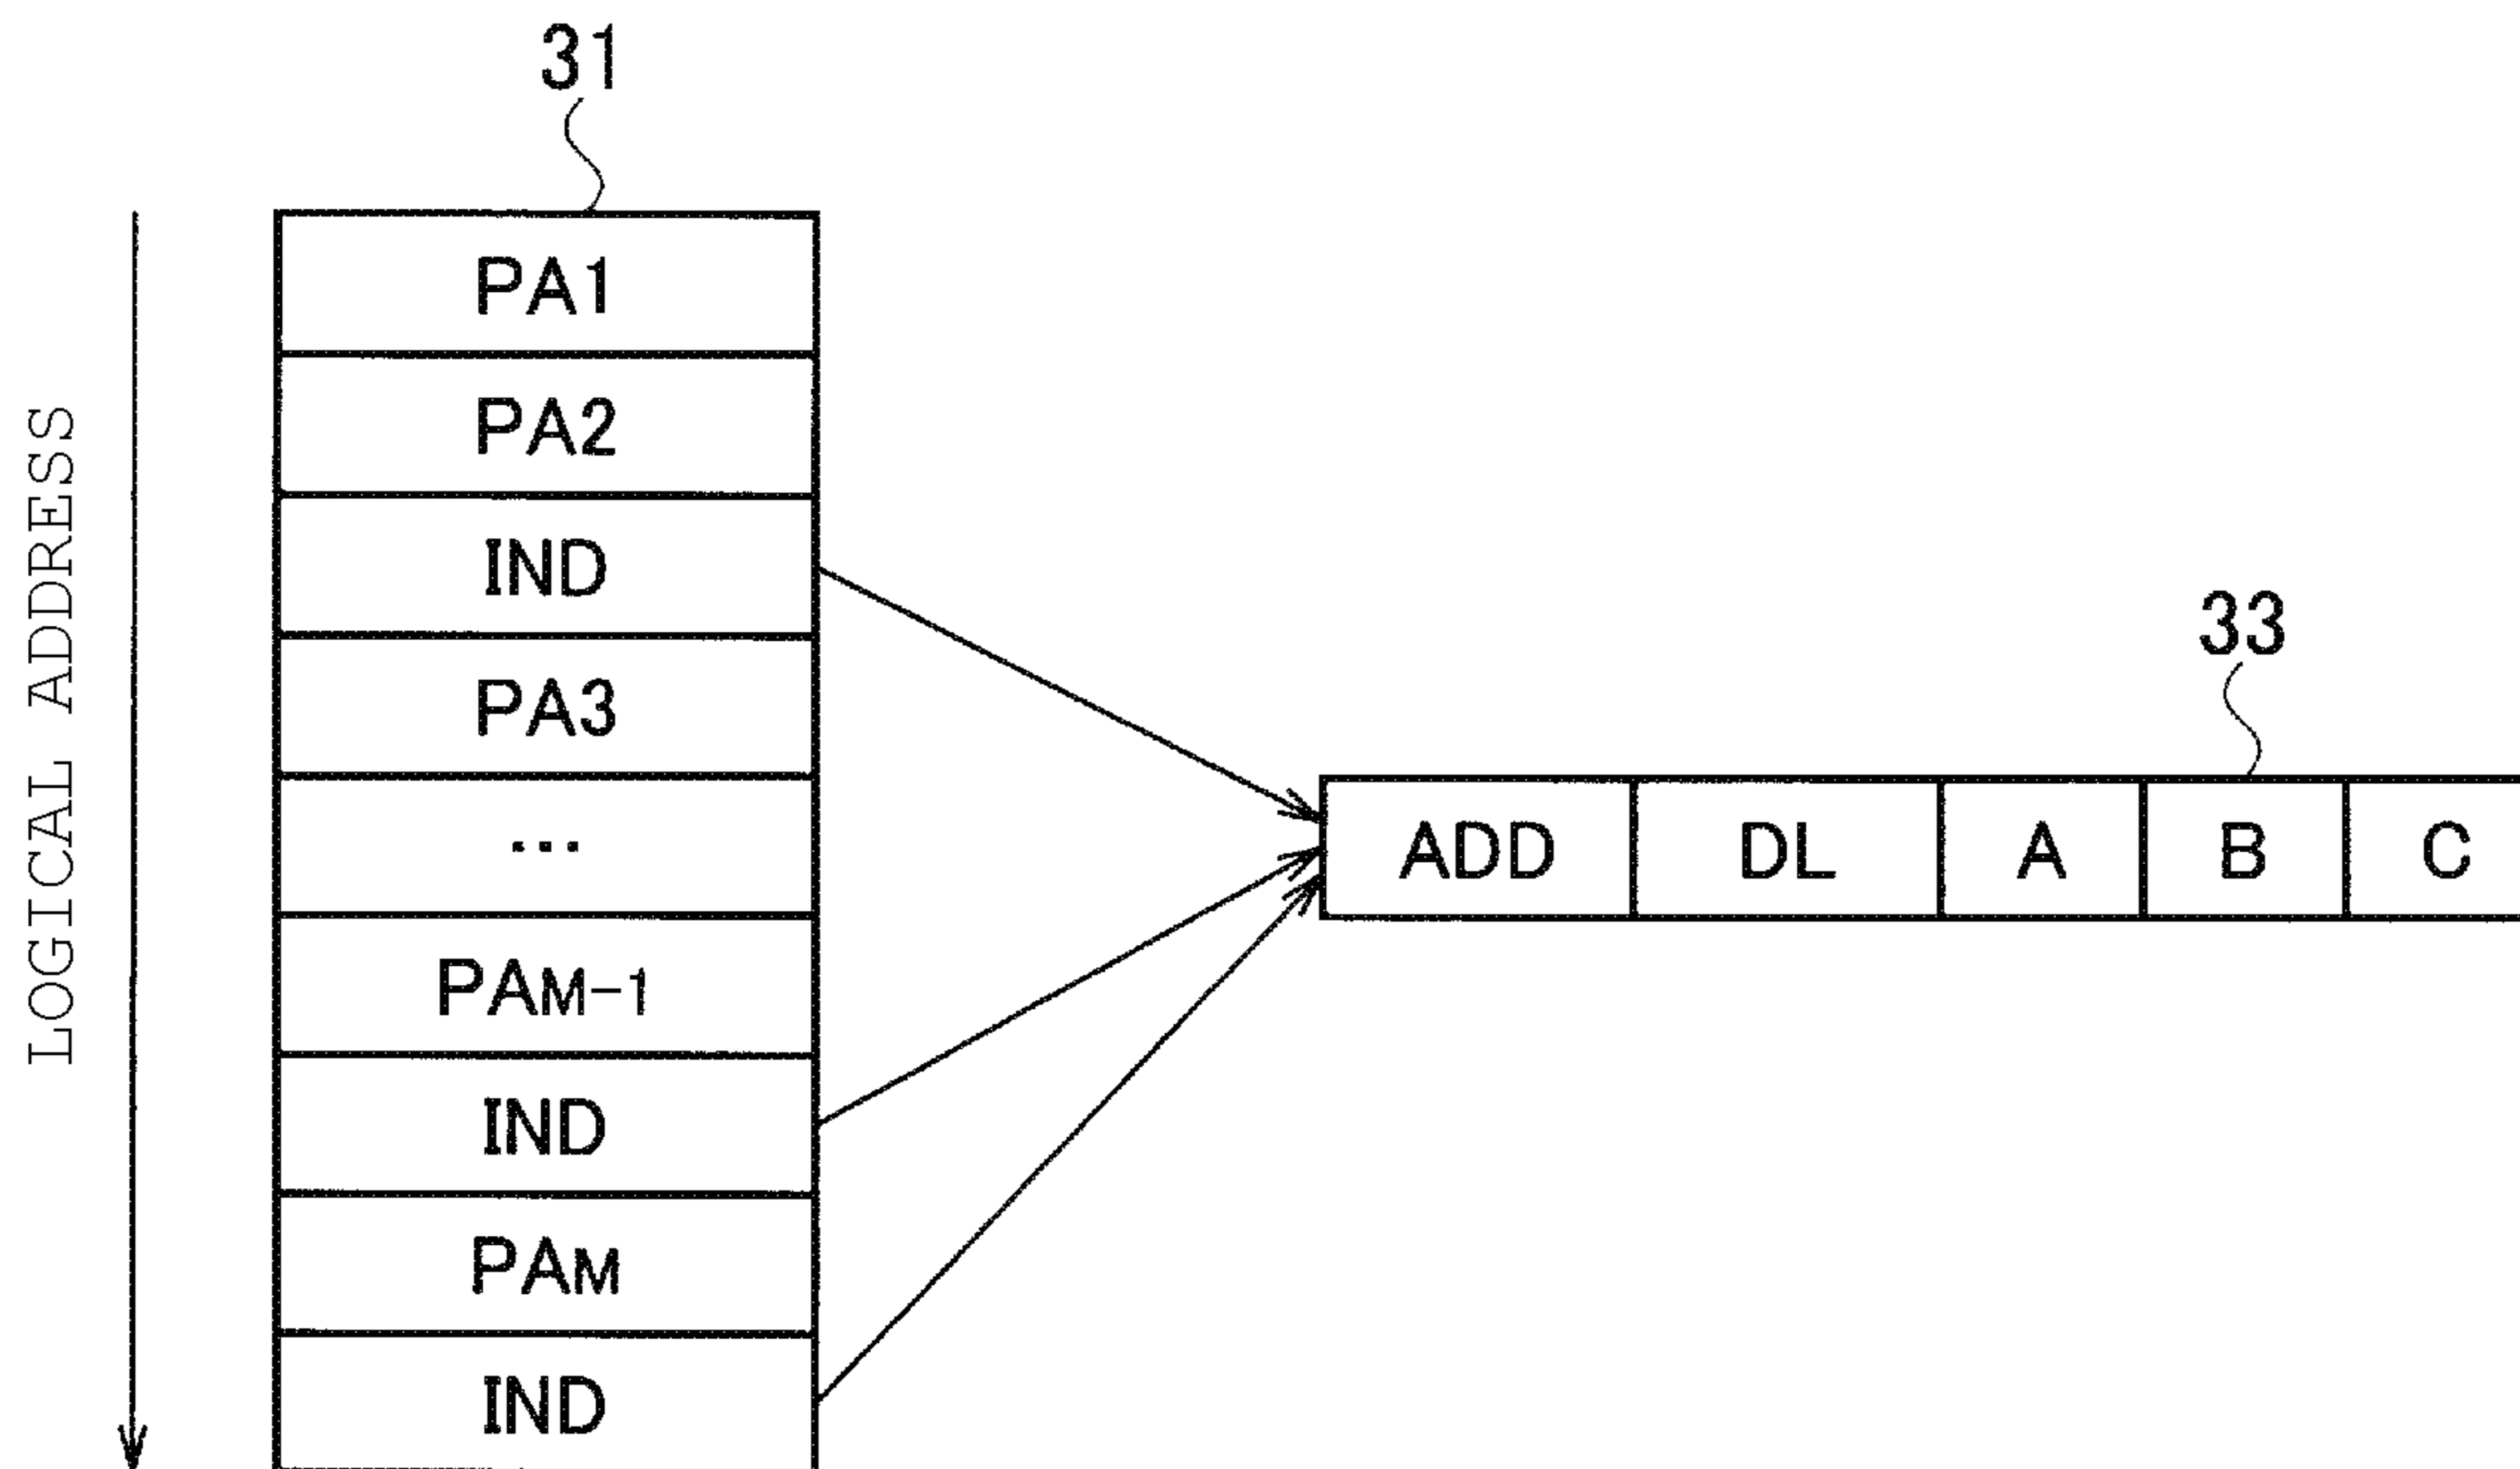 31
LOGICAL ADDRESS
PA1
PA2
IND
PA3
...
PAM-1
IND
PAM
IND
33
ADD DL A B C